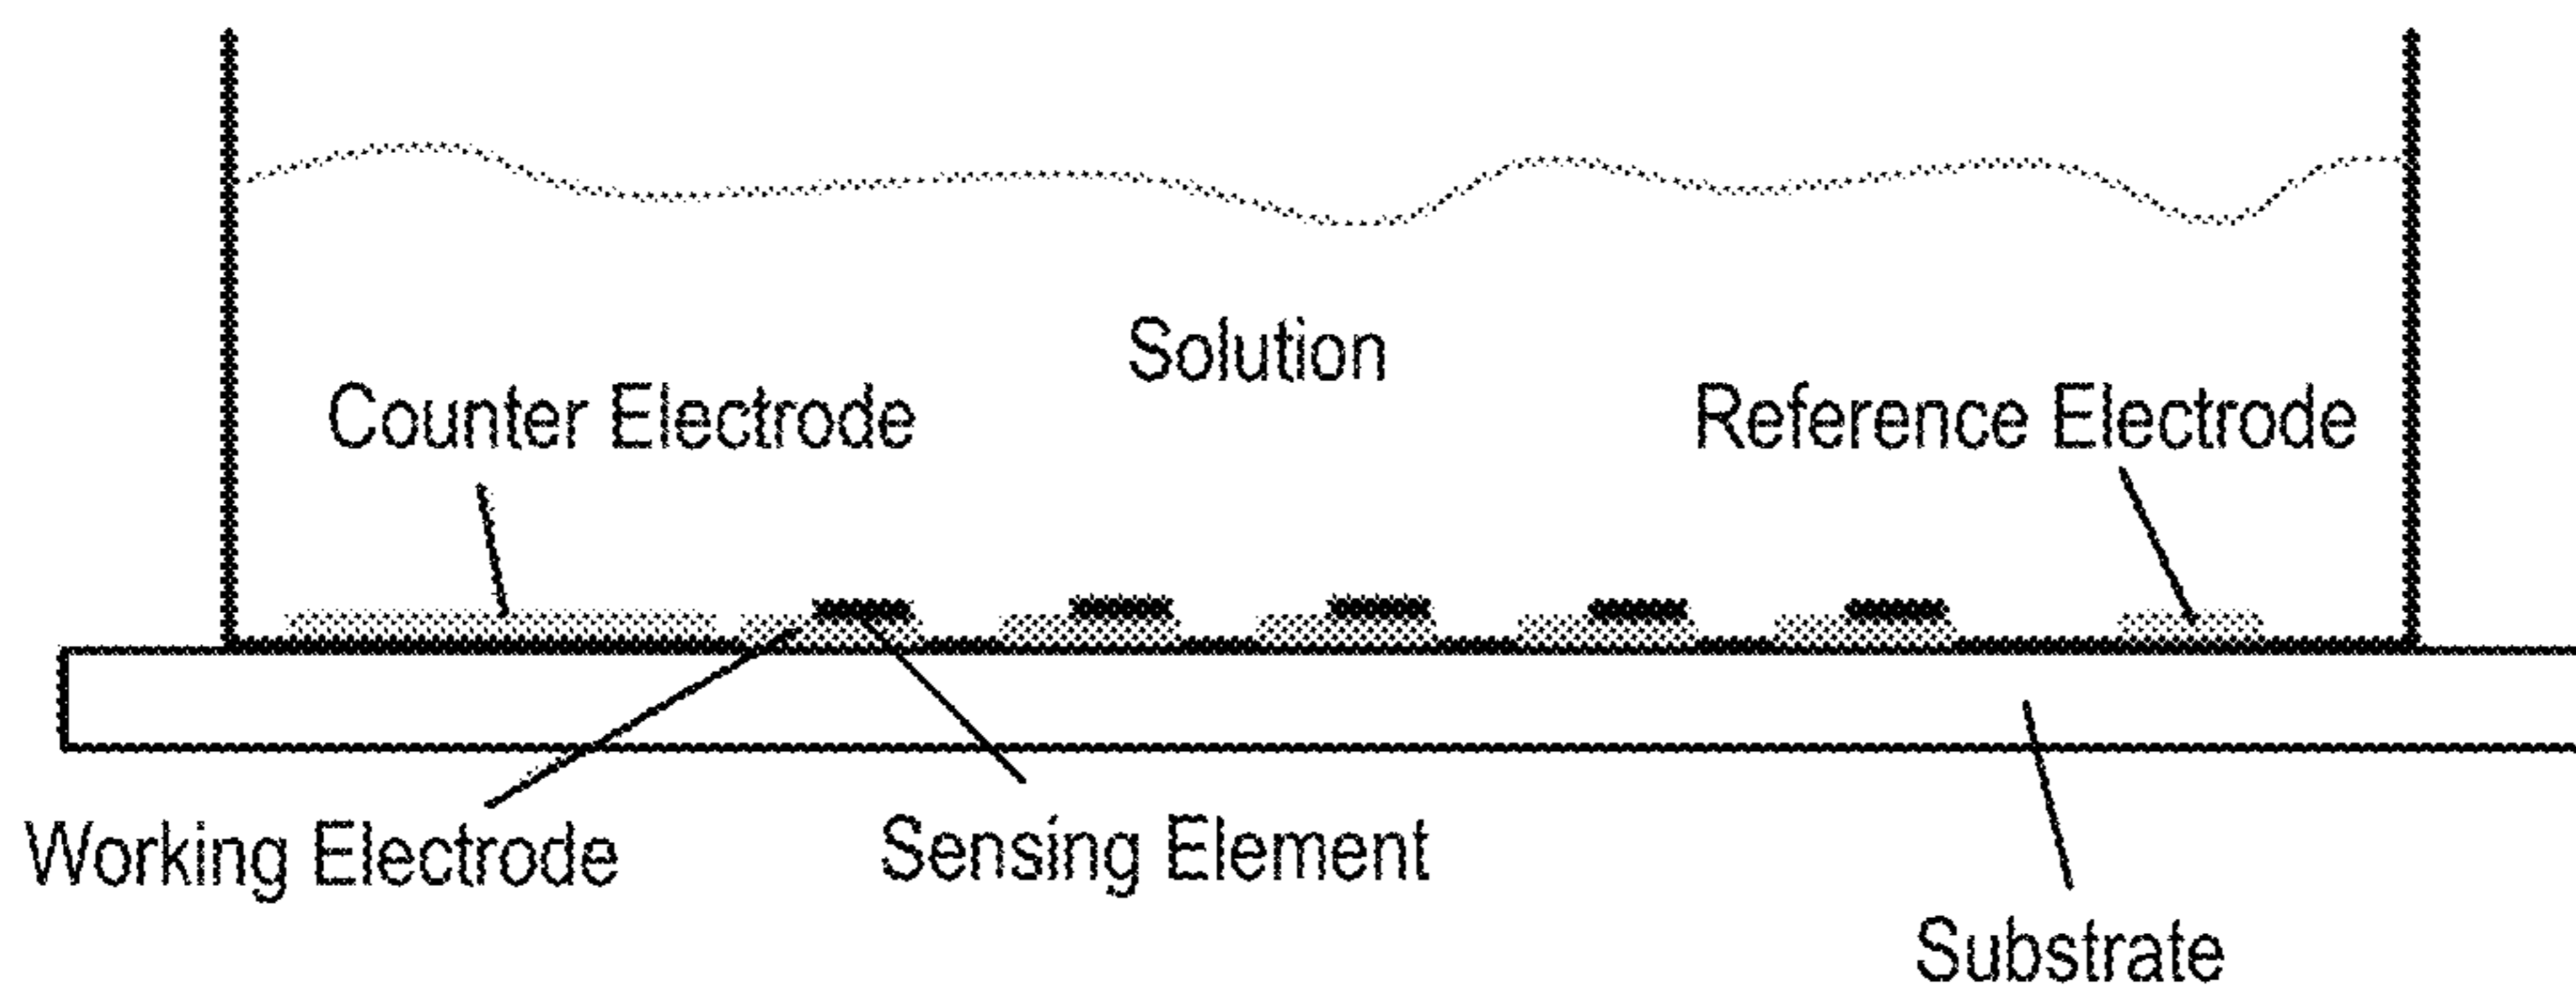 Solution
Counter Electrode
Reference Electrode
Working Electrode
Sensing Element
Substrate